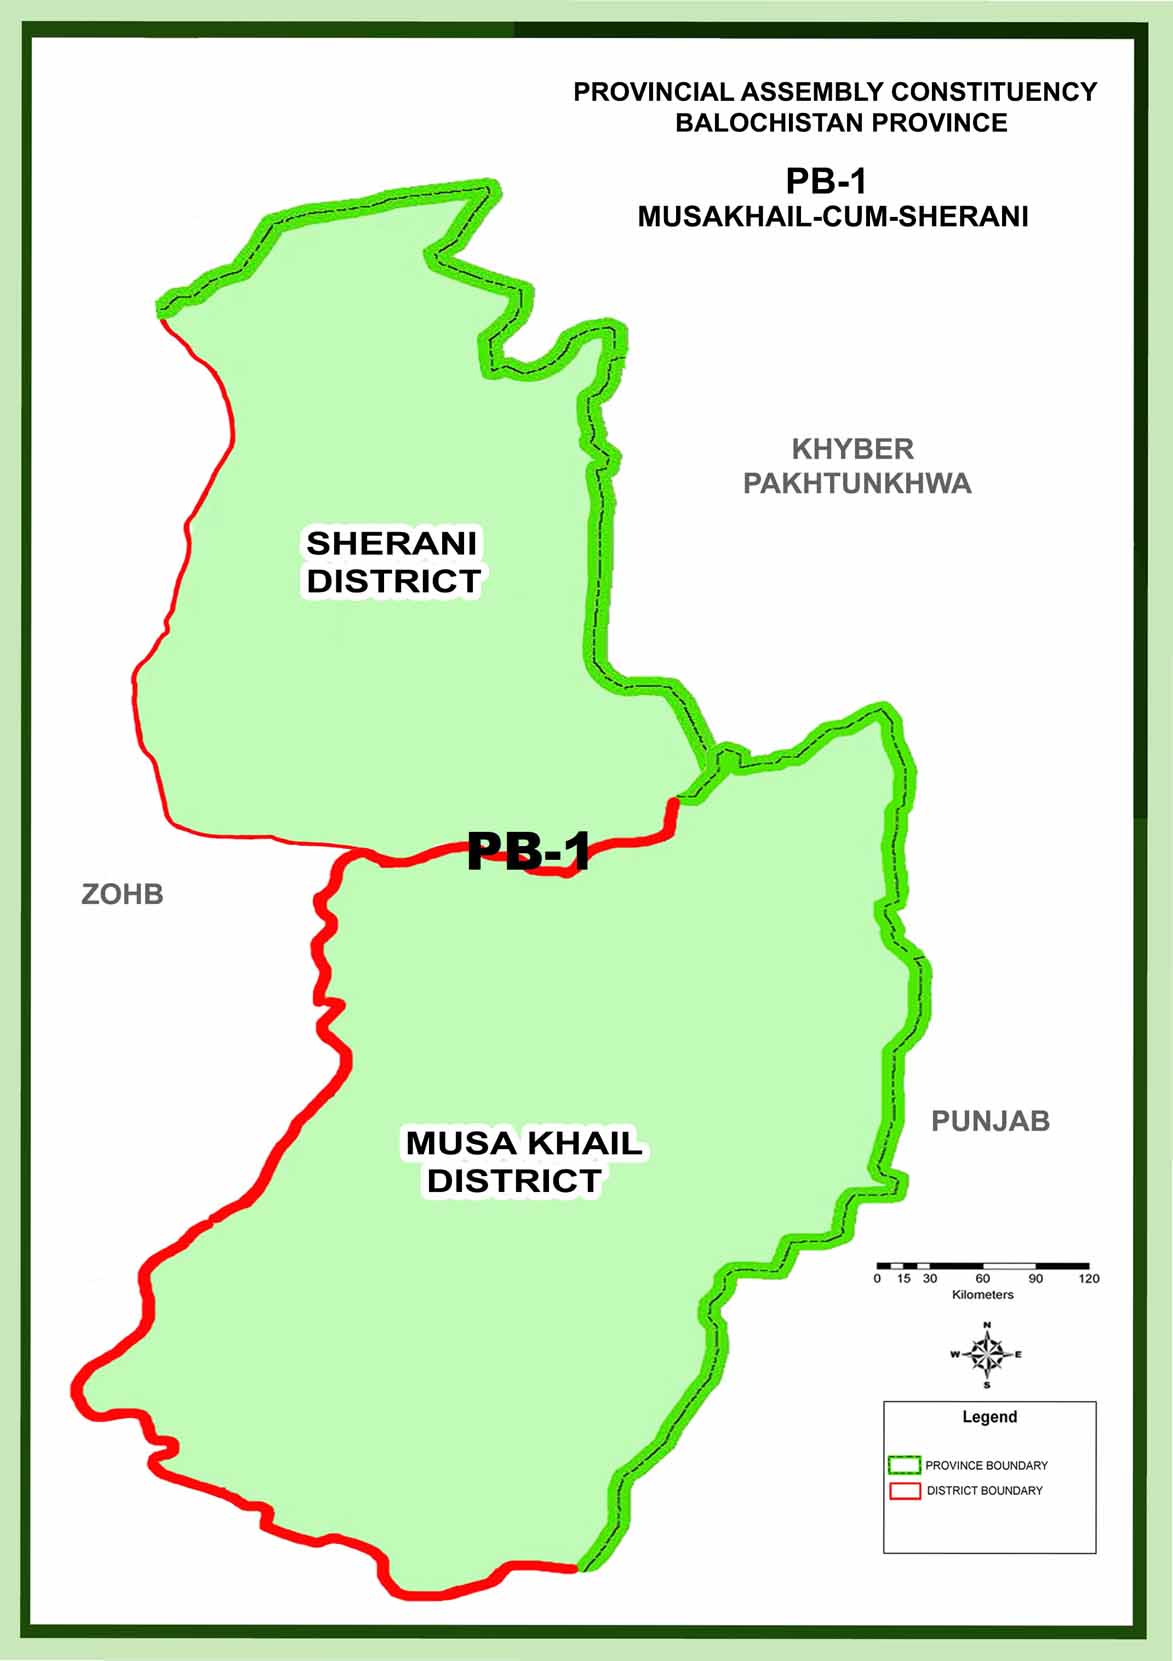 PROVINCIAL ASSEMBLY CONSTITUENCY
BALOCHISTAN PROVINCE
PB-1
MUSAKHAIL-CUM-SHERANI
KHYBER
PAKHTUNKHWA
SHERANI
DISTRICT
PB-1
ZOHB
PUNJAB
MUSA KHAIL
DISTRICT
0 15 30 60 90 120
Kilometers
N
W E
S
Legend
PROVINCE BOUNDARY
DISTRICT BOUNDARY